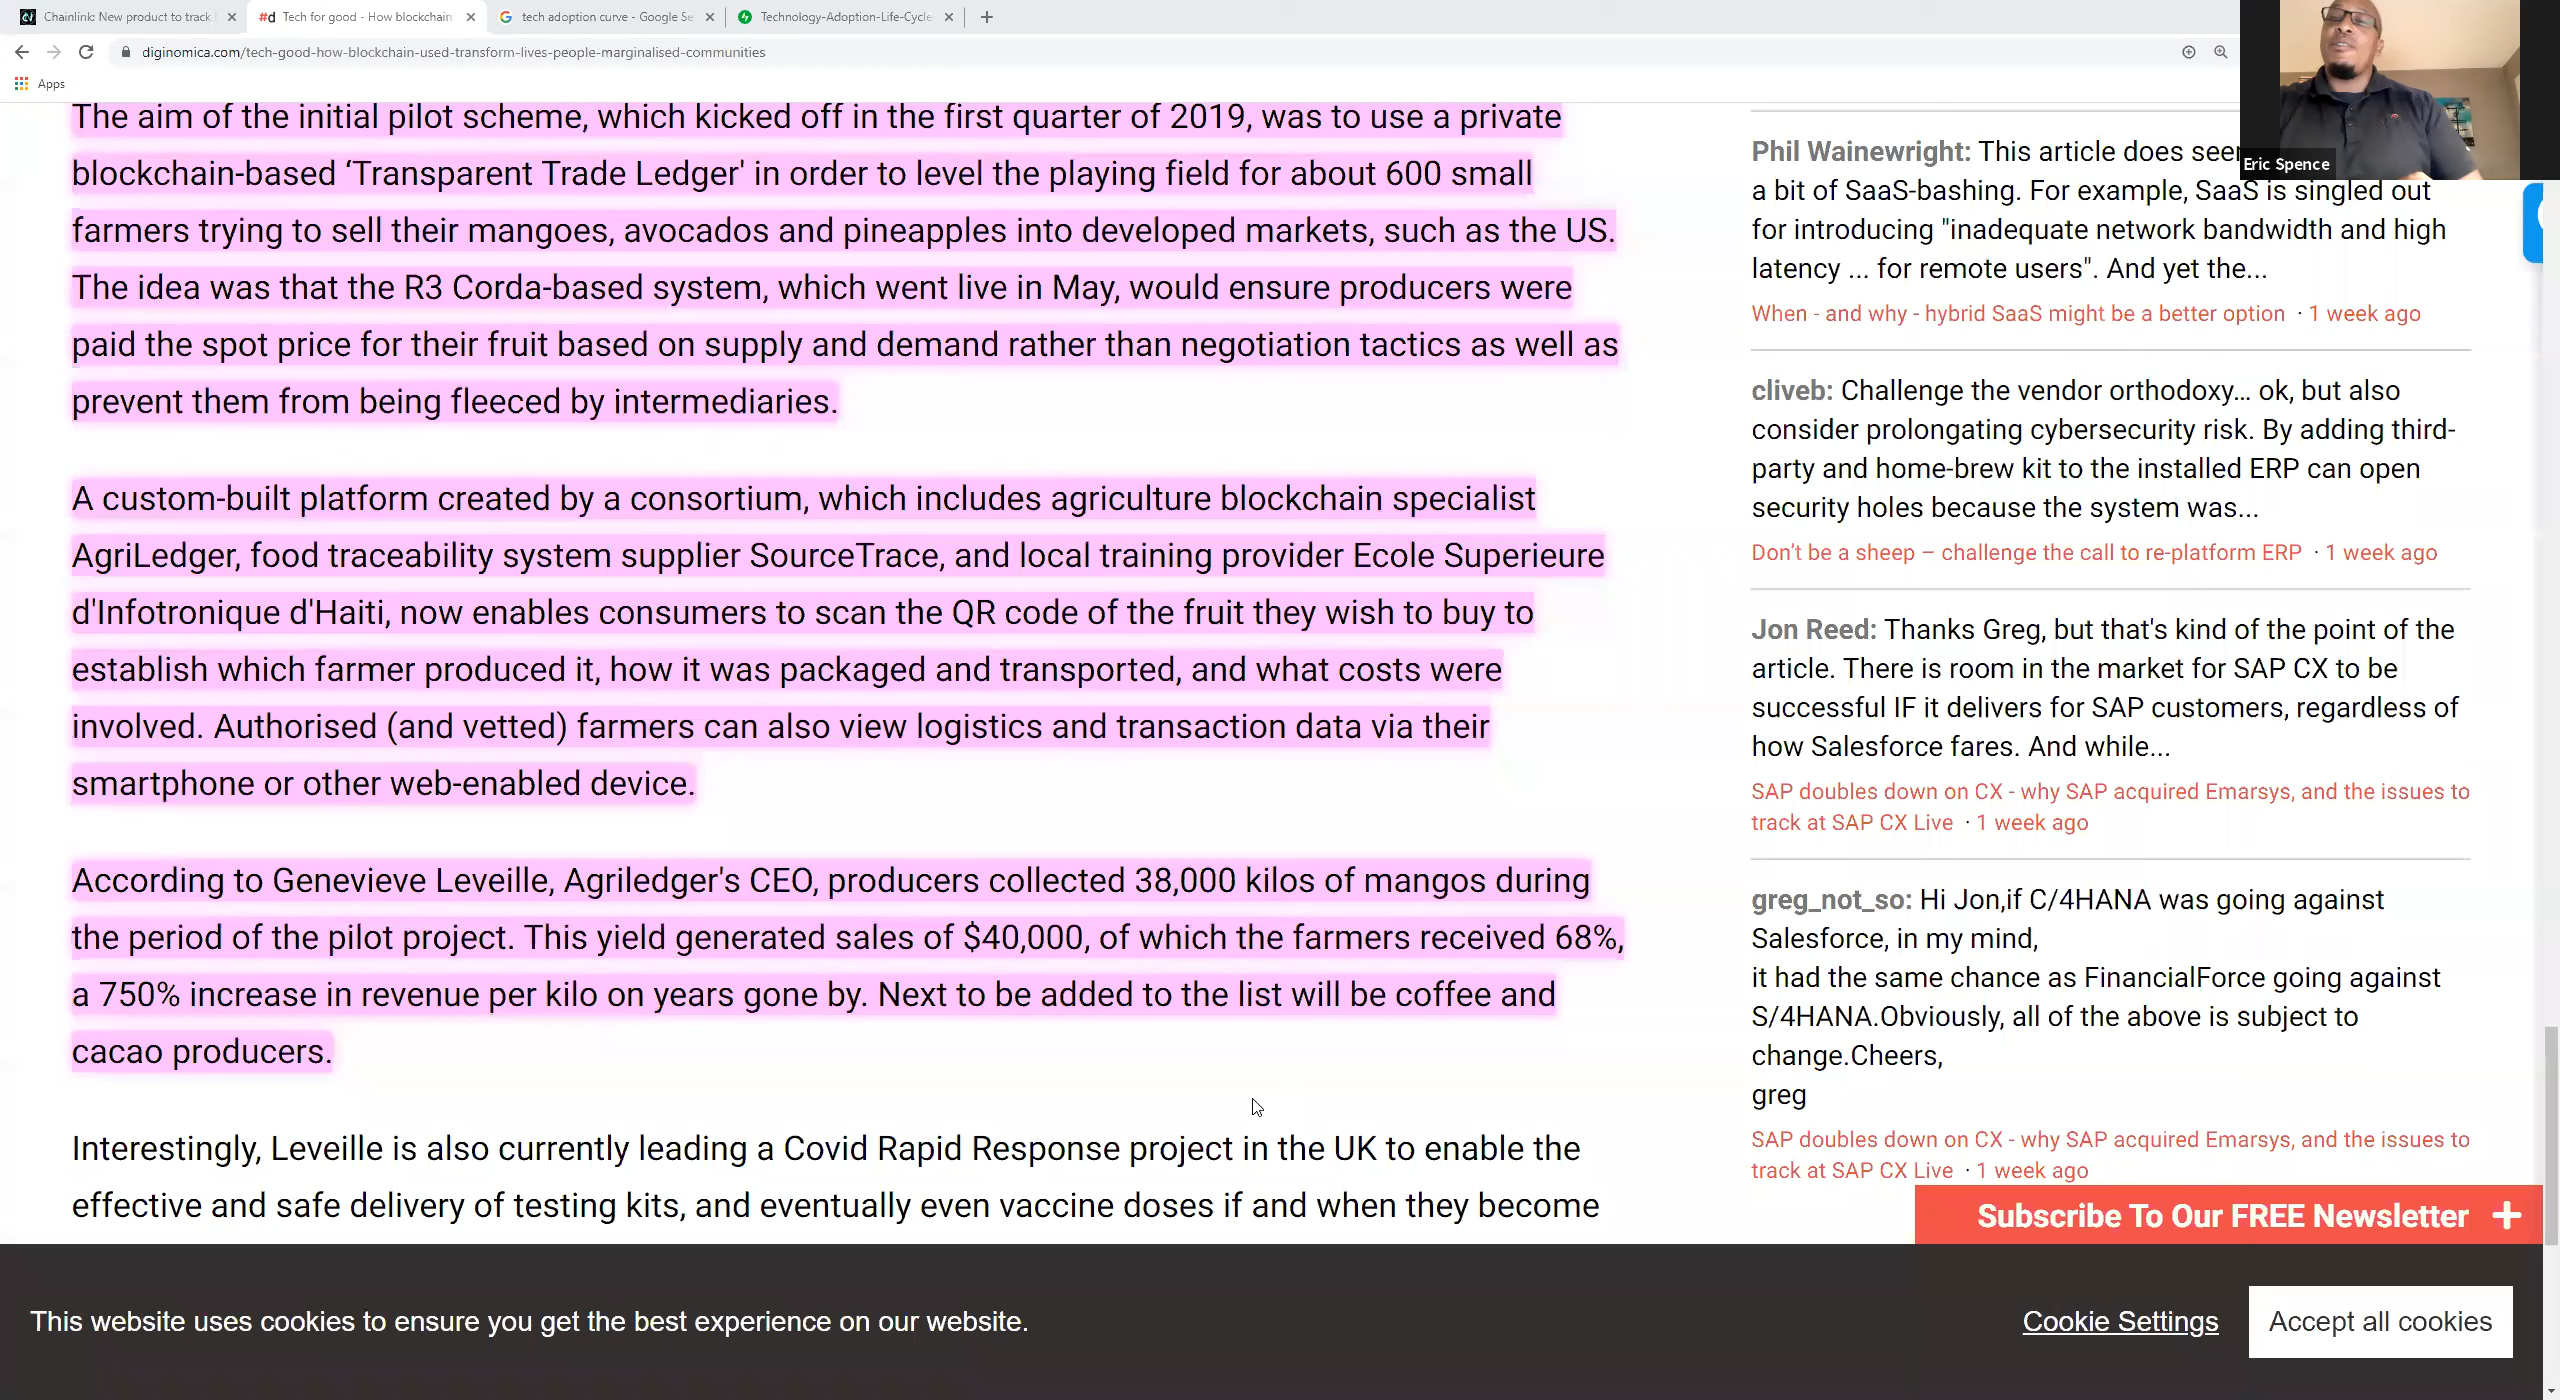 Chainlink: New product to track
Tech for good - How blockchain
tech adoption curve - Google Se
Technology-Adoption-Life-Cycle
diginomica.com/tech-good-how-blockchain-used-transform-lives-people-marginalised-communities
Apps
The aim of the initial pilot scheme, which kicked off in the first quarter of 2019, was to use a private
blockchain-based ‘Transparent Trade Ledger' in order to level the playing field for about 600 small
farmers trying to sell their mangoes, avocados and pineapples into developed markets, such as the US.
The idea was that the R3 Corda-based system, which went live in May, would ensure producers were
paid the spot price for their fruit based on supply and demand rather than negotiation tactics as well as
prevent them from being fleeced by intermediaries.
A custom-built platform created by a consortium, which includes agriculture blockchain specialist
AgriLedger, food traceability system supplier SourceTrace, and local training provider Ecole Superieure
d'Infotronique d'Haiti, now enables consumers to scan the QR code of the fruit they wish to buy to
establish which farmer produced it, how it was packaged and transported, and what costs were
involved. Authorised (and vetted) farmers can also view logistics and transaction data via their
smartphone or other web-enabled device.
According to Genevieve Leveille, Agriledger's CEO, producers collected 38,000 kilos of mangos during
the period of the pilot project. This yield generated sales of $40,000, of which the farmers received 68%,
a 750% increase in revenue per kilo on years gone by. Next to be added to the list will be coffee and
cacao producers.
Interestingly, Leveille is also currently leading a Covid Rapid Response project in the UK to enable the
effective and safe delivery of testing kits, and eventually even vaccine doses if and when they become
Eric Spence
Phil Wainewright: This article does
a bit of SaaS-bashing. For example, SaaS is singled out
for introducing "inadequate network bandwidth and high
latency ... for remote users". And yet the...
When - and why - hybrid SaaS might be a better option · 1 week ago
cliveb: Challenge the vendor orthodoxy... ok, but also
consider prolongating cybersecurity risk. By adding third-
party and home-brew kit to the installed ERP can open
security holes because the system was...
Don't be a sheep – challenge the call to re-platform ERP · 1 week ago
Jon Reed: Thanks Greg, but that's kind of the point of the
article. There is room in the market for SAP CX to be
successful IF it delivers for SAP customers, regardless of
how Salesforce fares. And while...
SAP doubles down on CX - why SAP acquired Emarsys, and the issues to
track at SAP CX Live · 1 week ago
greg_not_so: Hi Jon,if C/4HANA was going against
Salesforce, in my mind,
it had the same chance as FinancialForce going against
S/4HANA.Obviously, all of the above is subject to
change.Cheers,
greg
SAP doubles down on CX - why SAP acquired Emarsys, and the issues to
track at SAP CX Live · 1 week ago
Subscribe To Our FREE Newsletter +
This website uses cookies to ensure you get the best experience on our website.
Cookie Settings
Accept all cookies